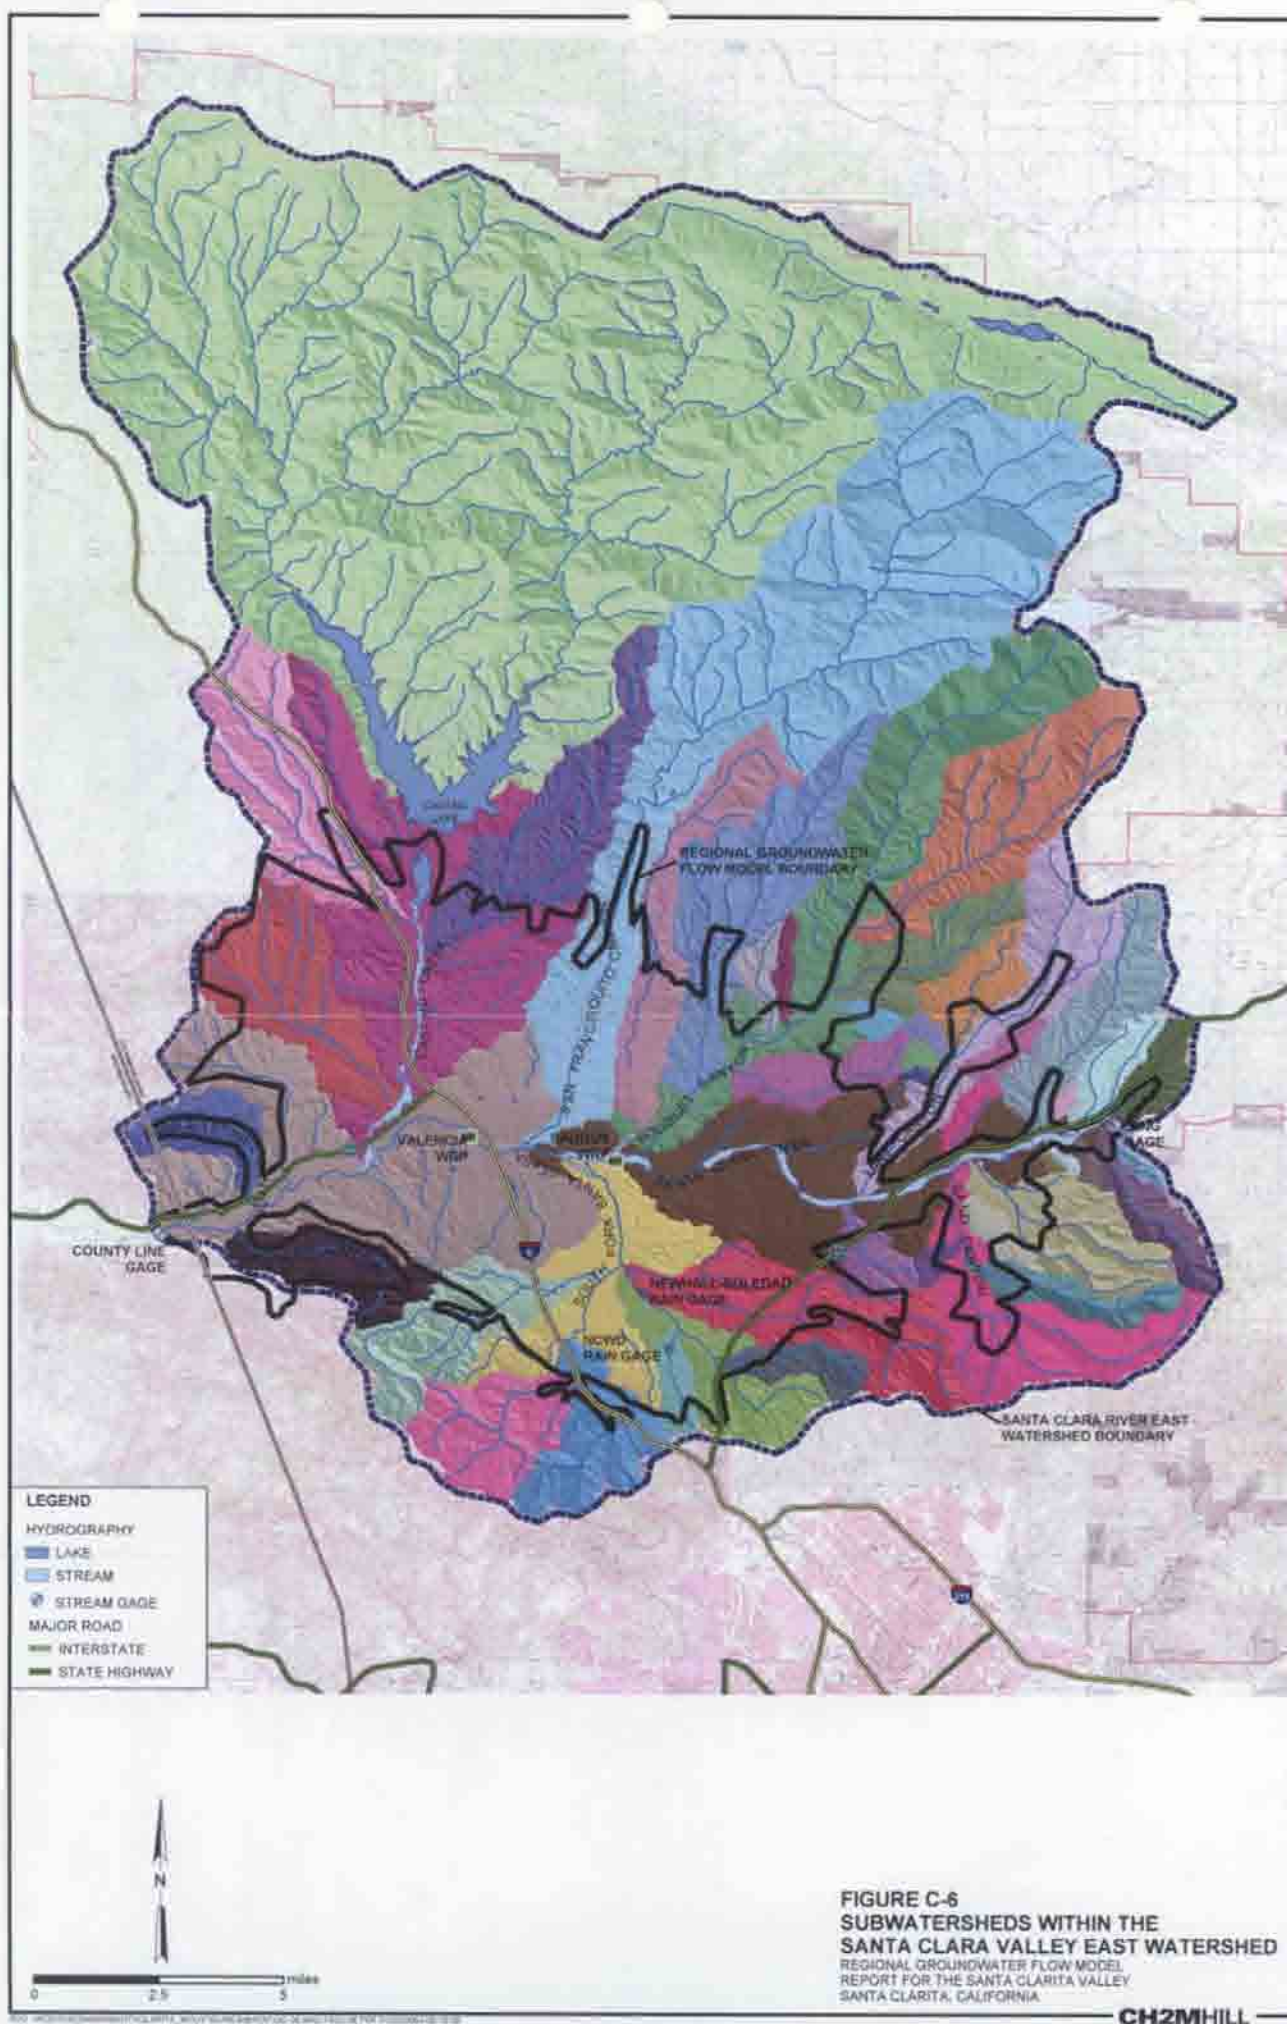 REGIONAL GROUNDWATER
FLOW MODEL BOUNDARY
VALENCIA
WRP
COUNTY LINE
GAGE
GAGE
SOUTH FORK
NEWHALL-SOLEDAD
RAIN GAGE
NCWD
RAIN GAGE
SANTA CLARA RIVER EAST
WATERSHED BOUNDARY
5
LEGEND
HYDROGRAPHY
LAKE
STREAM
STREAM GAGE
MAJOR ROAD
INTERSTATE
STATE HIGHWAY
N
miles
0 2.5 5
FIGURE C-6
SUBWATERSHEDS WITHIN THE
SANTA CLARA VALLEY EAST WATERSHED
REGIONAL GROUNDWATER FLOW MODEL
REPORT FOR THE SANTA CLARITA VALLEY
SANTA CLARITA, CALIFORNIA
CH2MHILL